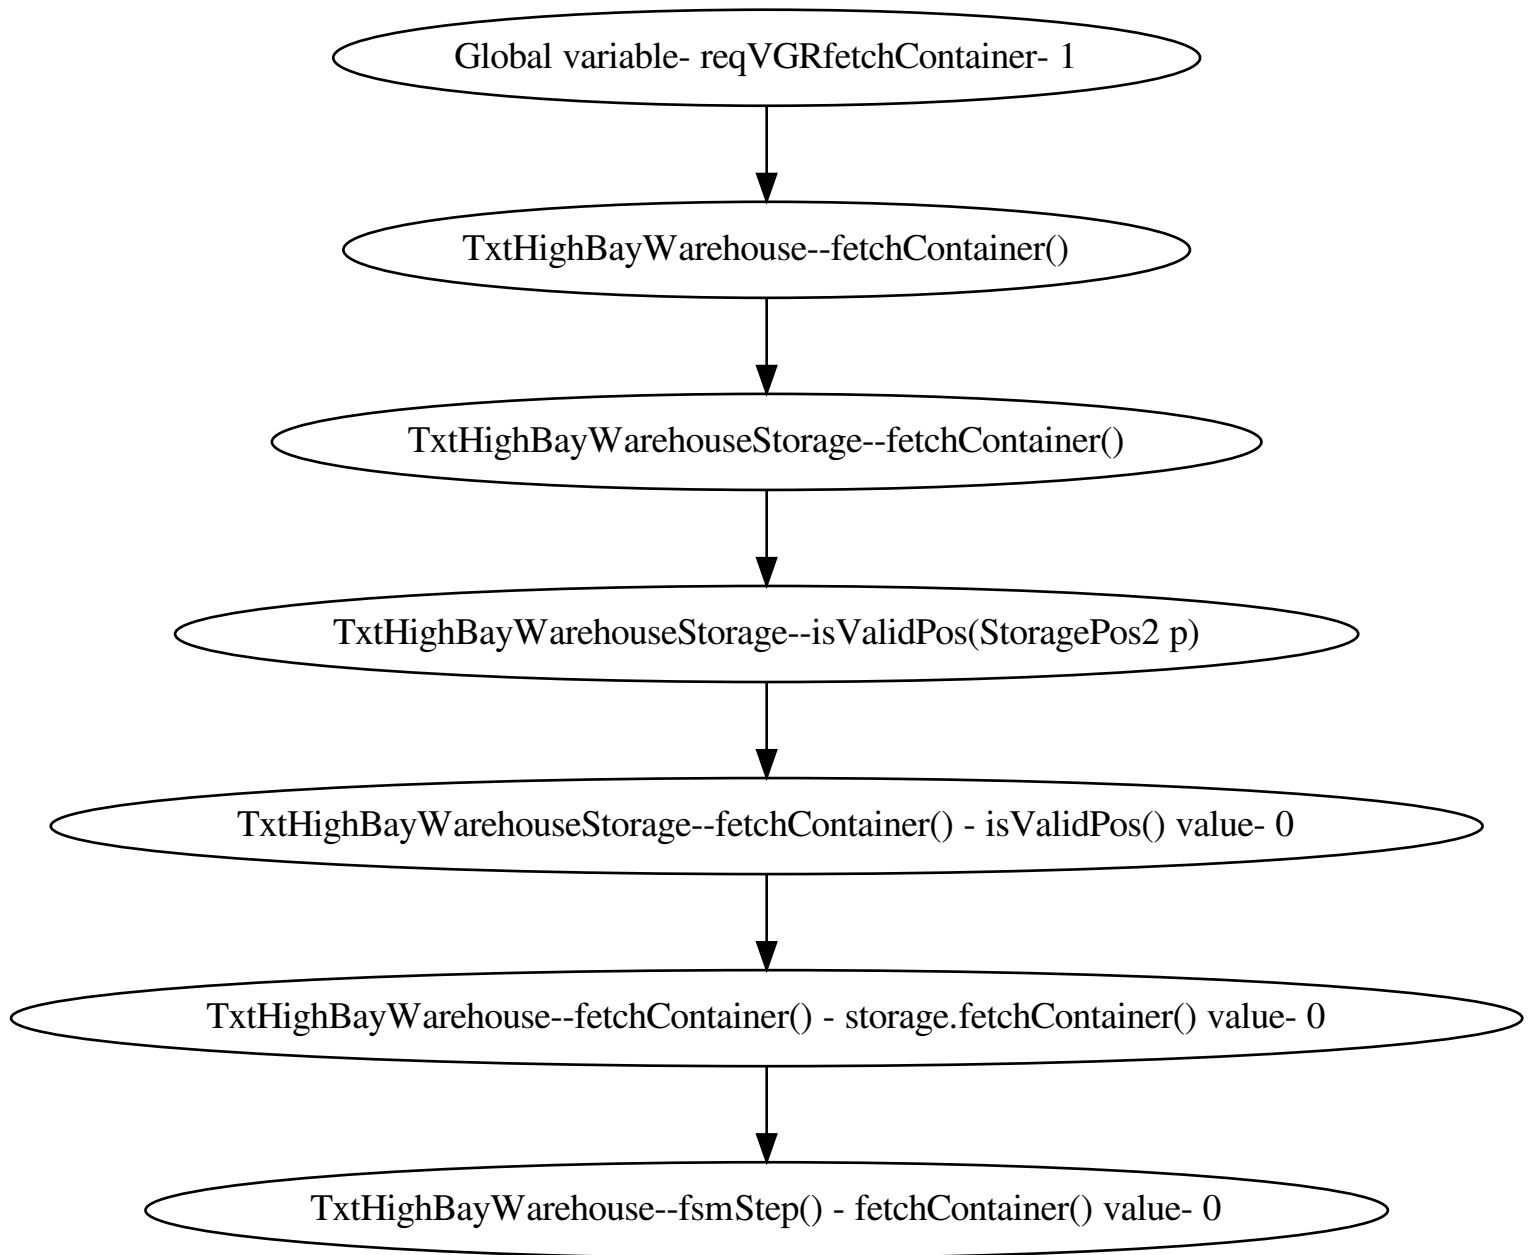 Global variable- reqVGRfetchContainer- 1
TxtHighBayWarehouse--fetchContainer()
TxtHighBayWarehouseStorage--fetchContainer()
TxtHighBayWarehouseStorage--isValidPos(StoragePos2 p)
TxtHighBayWarehouseStorage--fetchContainer() - isValidPos() value- 0
TxtHighBayWarehouse--fetchContainer() - storage.fetchContainer() value- 0
TxtHighBayWarehouse--fsmStep() - fetchContainer() value- 0